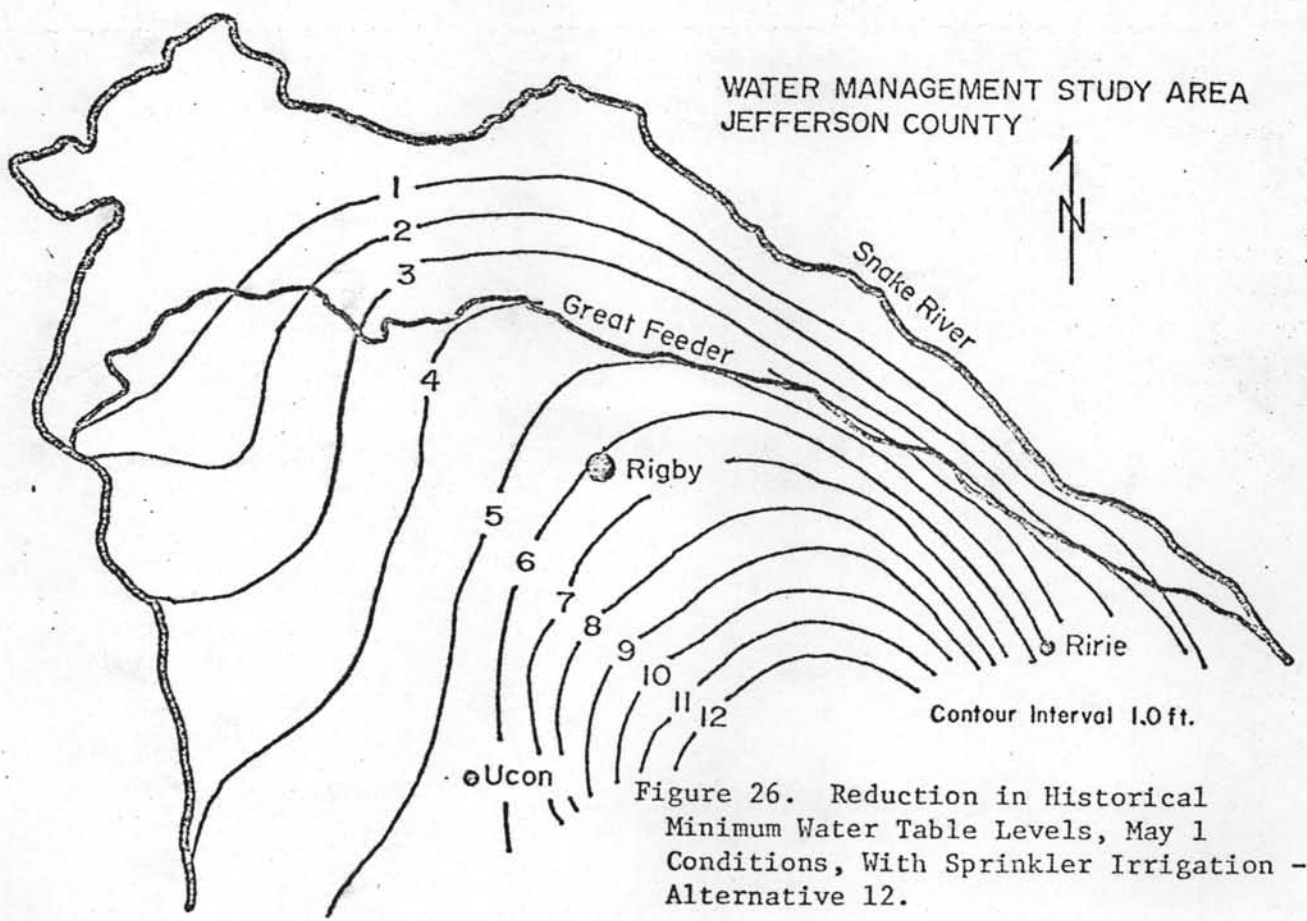 WATER MANAGEMENT STUDY AREA
JEFFERSON COUNTY
N
1
2
3
Snake River
Great Feeder
4
Rigby
5
6
7
8
9
10
11
12
Ririe
Contour Interval 1.0 ft.
Ucon
Figure 26. Reduction in Historical
Minimum Water Table Levels, May 1
Conditions, With Sprinkler Irrigation -
Alternative 12.